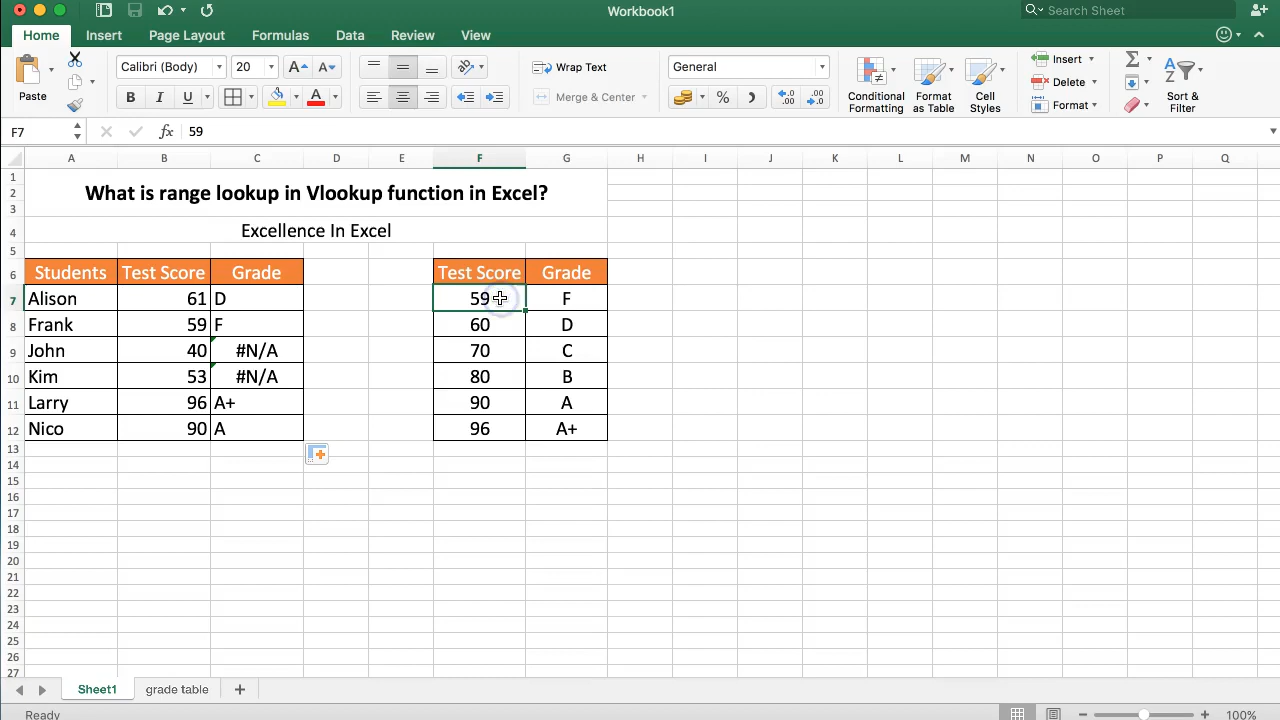 Workbook1
Search Sheet
Home Insert Page Layout Formulas Data Review View
Paste
Calibri (Body) 20
B I U
Wrap Text
Merge & Center
General
Conditional Formatting
Format as Table
Cell Styles
Insert
Delete
Format
Sort & Filter
F7 fx 59
A B C D E F G H I J K L M N O P Q
1
2 What is range lookup in Vlookup function in Excel?
3
4 Excellence In Excel
5
6 Students Test Score Grade Test Score Grade
7 Alison 61 D 59 F
8 Frank 59 F 60 D
9 John 40 #N/A 70 C
10 Kim 53 #N/A 80 B
11 Larry 96 A+ 90 A
12 Nico 90 A 96 A+
13
14
15
16
17
18
19
20
21
22
23
24
25
26
27
Sheet1 grade table +
Ready 100%